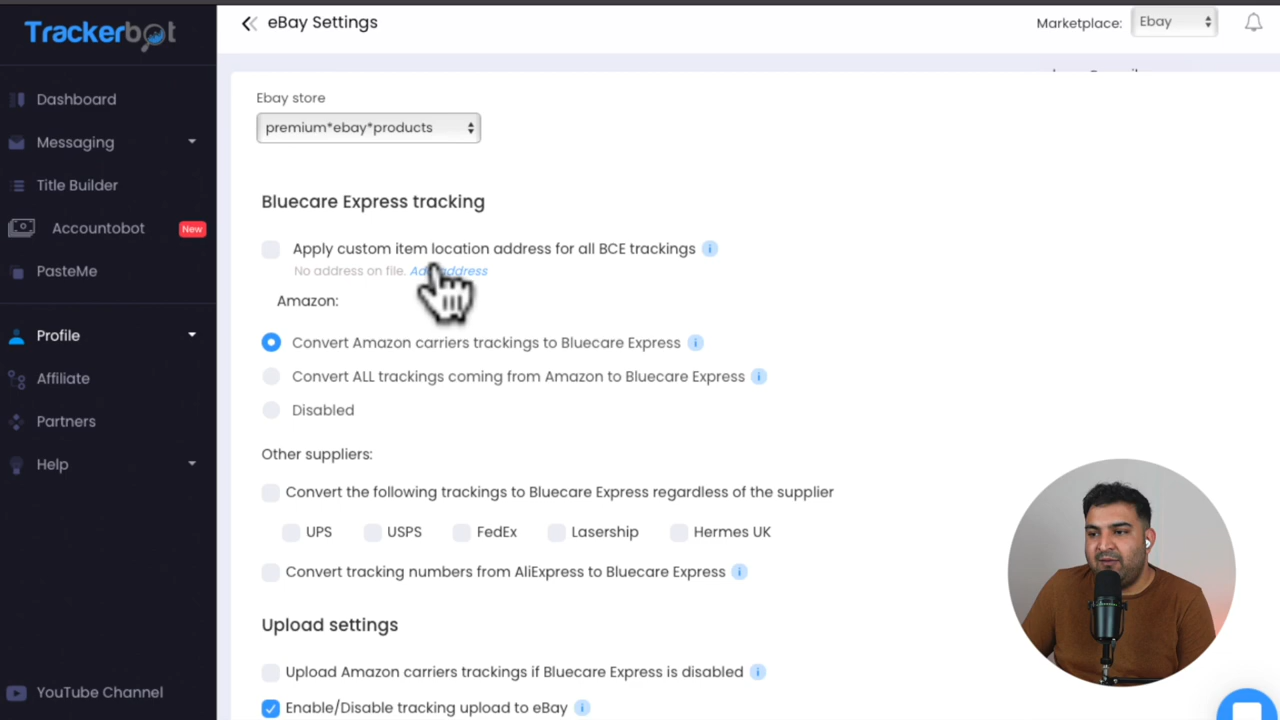 Trackerbot
eBay Settings
Marketplace:
Ebay
Dashboard
Messaging
Title Builder
Accountobot
New
PasteMe
Profile
Affiliate
Partners
Help
YouTube Channel
Ebay store
premium*ebay*products
Bluecare Express tracking
Apply custom item location address for all BCE trackings
No address on file.
Amazon:
Convert Amazon carriers trackings to Bluecare Express
Convert ALL trackings coming from Amazon to Bluecare Express
Disabled
Other suppliers:
Convert the following trackings to Bluecare Express regardless of the supplier
UPS
USPS
FedEx
Lasership
Hermes UK
Convert tracking numbers from AliExpress to Bluecare Express
Upload settings
Upload Amazon carriers trackings if Bluecare Express is disabled
Enable/Disable tracking upload to eBay